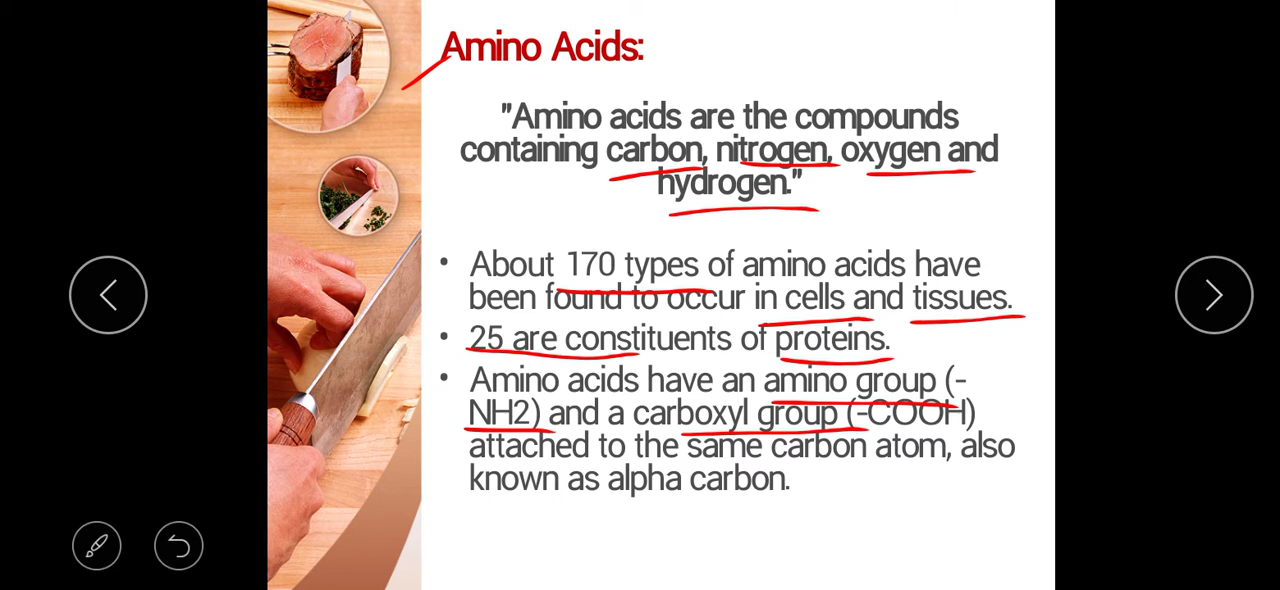 Amino Acids:
"Amino acids are the compounds
containing carbon, nitrogen, oxygen and
hydrogen."
• About 170 types of amino acids have
been found to occur in cells and tissues.
• 25 are constituents of proteins.
• Amino acids have an amino group (-
NH2) and a carboxyl group (-COOH)
attached to the same carbon atom, also
known as alpha carbon.